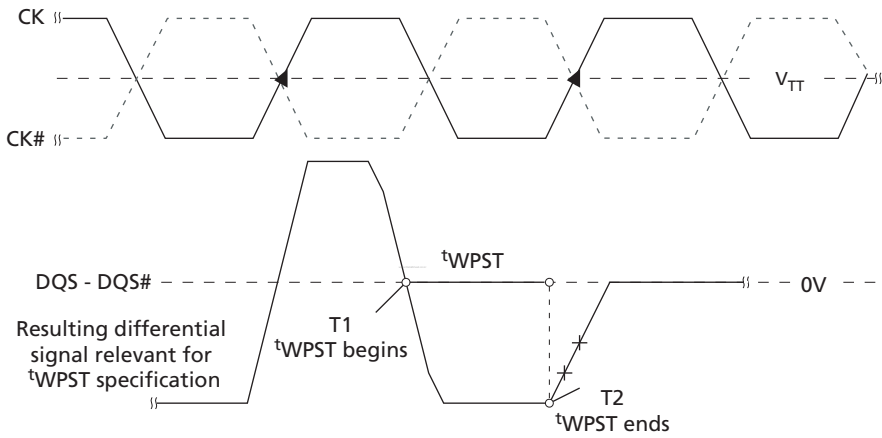 CK
V_TT
CK#
tWPST
DQS - DQS#
0V
Resulting differential
signal relevant for
tWPST specification
T1
tWPST begins
T2
tWPST ends